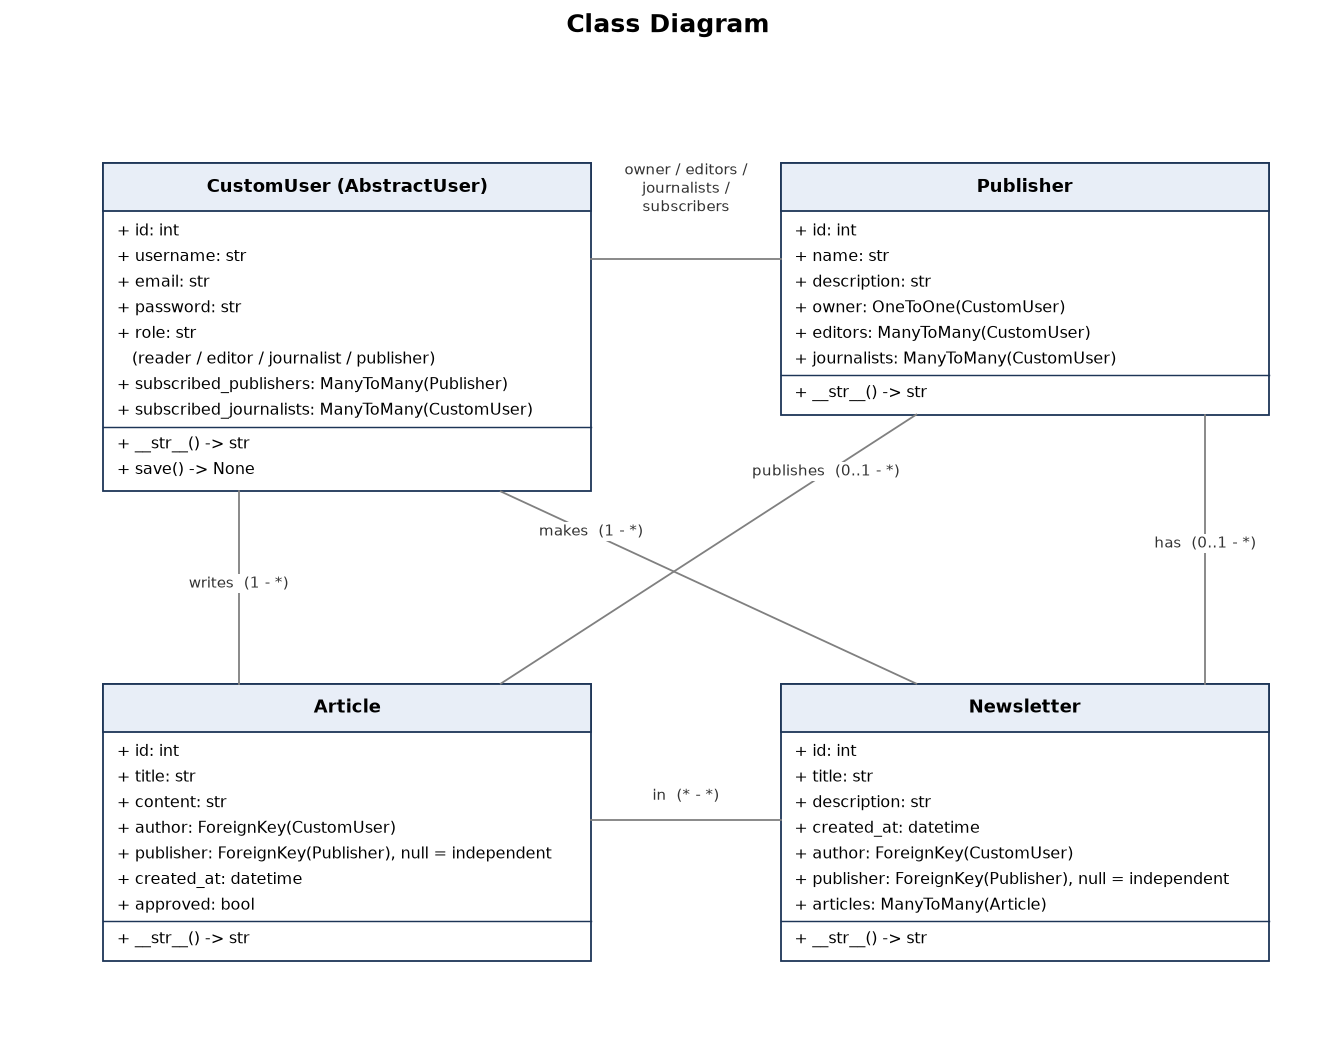 Class Diagram
CustomUser (AbstractUser)
+ id: int
+ username: str
+ email: str
+ password: str
+ role: str
(reader / editor / journalist / publisher)
+ subscribed_publishers: ManyToMany(Publisher)
+ subscribed_journalists: ManyToMany(CustomUser)
+ __str__() -> str
+ save() -> None
owner / editors /
journalists /
subscribers
Publisher
+ id: int
+ name: str
+ description: str
+ owner: OneToOne(CustomUser)
+ editors: ManyToMany(CustomUser)
+ journalists: ManyToMany(CustomUser)
+ __str__() -> str
publishes (0..1 - *)
makes (1 - *)
has (0..1 - *)
writes (1 - *)
Article
+ id: int
+ title: str
+ content: str
+ author: ForeignKey(CustomUser)
+ publisher: ForeignKey(Publisher), null = independent
+ created_at: datetime
+ approved: bool
+ __str__() -> str
in (* - *)
Newsletter
+ id: int
+ title: str
+ description: str
+ created_at: datetime
+ author: ForeignKey(CustomUser)
+ publisher: ForeignKey(Publisher), null = independent
+ articles: ManyToMany(Article)
+ __str__() -> str